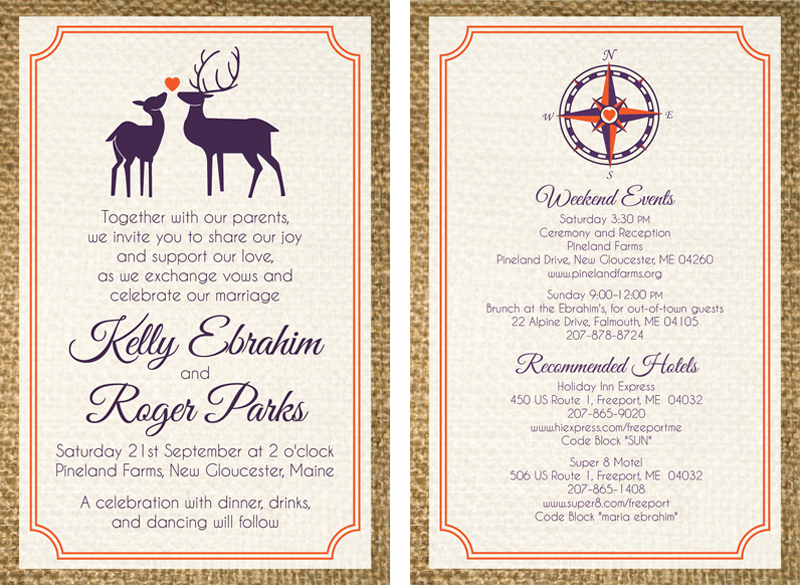 Together with our parents,
we invite you to share our joy
and support our love,
as we exchange vows and
celebrate our marriage
Kelly Ebrahim
and
Roger Parks
Saturday 21st September at 2 o'clock
Pineland Farms, New Gloucester, Maine
A celebration with dinner, drinks,
and dancing will follow
N
W E
S
Weekend Events
Saturday 3:30 PM
Ceremony and Reception
Pineland Farms
Pineland Drive, New Gloucester, ME 04260
www.pinelandfarms.org
Sunday 9:00-12:00 PM
Brunch at the Ebrahim's, for out-of-town guests
22 Alpine Drive, Falmouth, ME 04105
207-878-8724
Recommended Hotels
Holiday Inn Express
450 US Route 1, Freeport, ME 04032
207-865-9020
www.hiexpress.com/freeportme
Code Block "SUN"
Super 8 Motel
506 US Route 1, Freeport, ME 04032
207-865-1408
www.super8.com/freeport
Code Block "maria ebrahim"